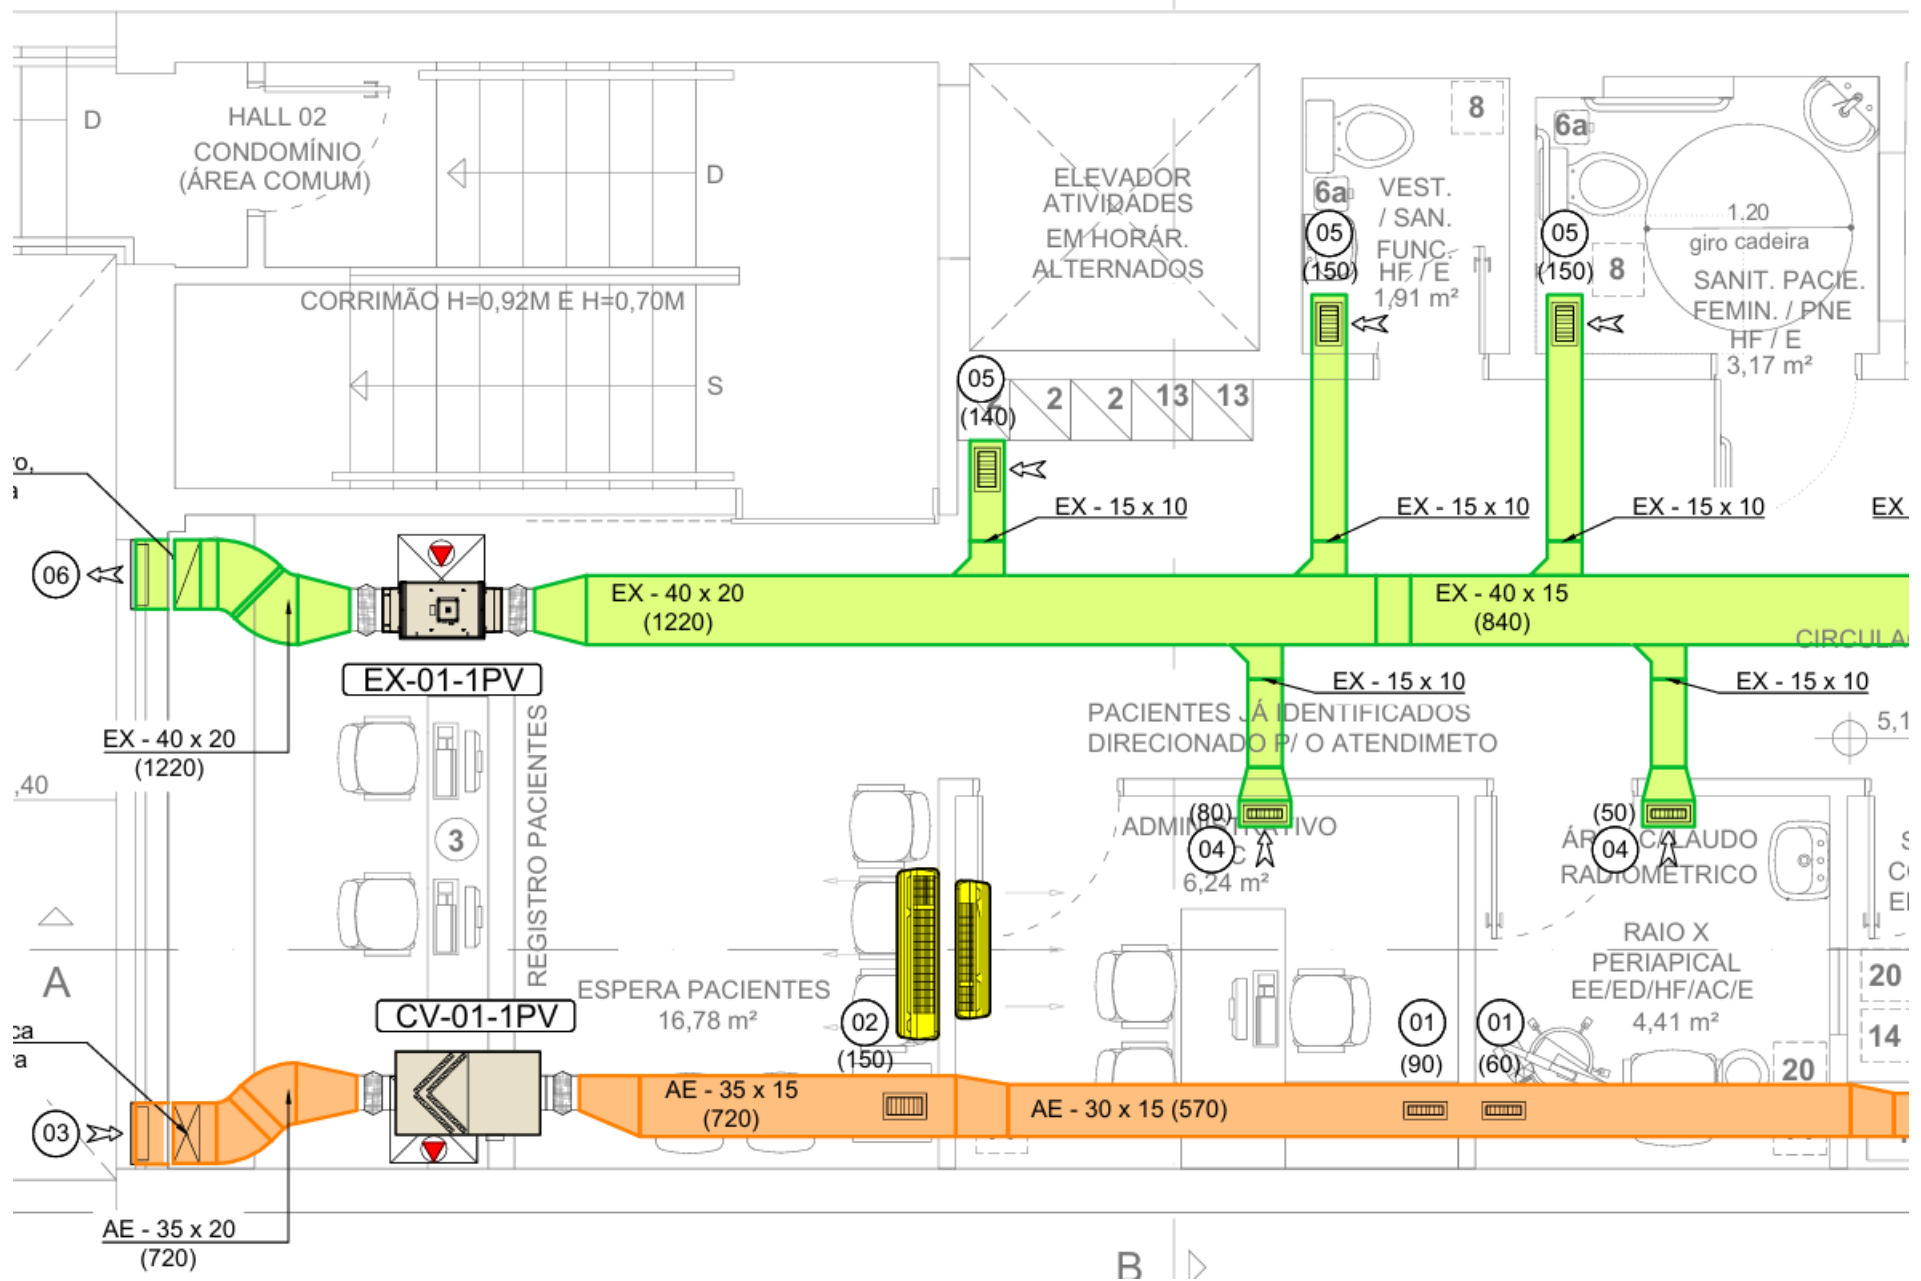 D
HALL 02
CONDOMÍNIO
(ÁREA COMUM)
D
CORRIMÃO H=0,92M E H=0,70M
S
ELEVADOR
ATIVIDADES
EM HORÁR.
ALTERNADOS
8
6a
VEST.
/ SAN.
FUNC.
HF / E
1,91 m²
05
(150)
6a
05
(150)
8
1.20
giro cadeira
SANIT. PACIE.
FEMIN. / PNE
HF / E
3,17 m²
05
(140)
2
2
2
13
13
EX - 15 x 10
EX - 15 x 10
EX - 15 x 10
EX
06
EX - 40 x 20
(1220)
EX - 40 x 15
(840)
EX-01-1PV
EX - 40 x 20
(1220)
EX - 15 x 10
EX - 15 x 10
PACIENTES JÁ IDENTIFICADOS
DIRECIONADO P/ O ATENDIMETO
,40
3
REGISTRO PACIENTES
(80)
04
ADMINISTRATIVO
6,24 m²
(50)
04
RADIOMÉTRICO
RAIO X
PERIAPICAL
EE/ED/HF/AC/E
4,41 m²
20
14
20
A
ESPERA PACIENTES
16,78 m²
CV-01-1PV
02
(150)
01
(90)
01
(60)
03
AE - 35 x 15
(720)
AE - 30 x 15 (570)
AE - 35 x 20
(720)
B